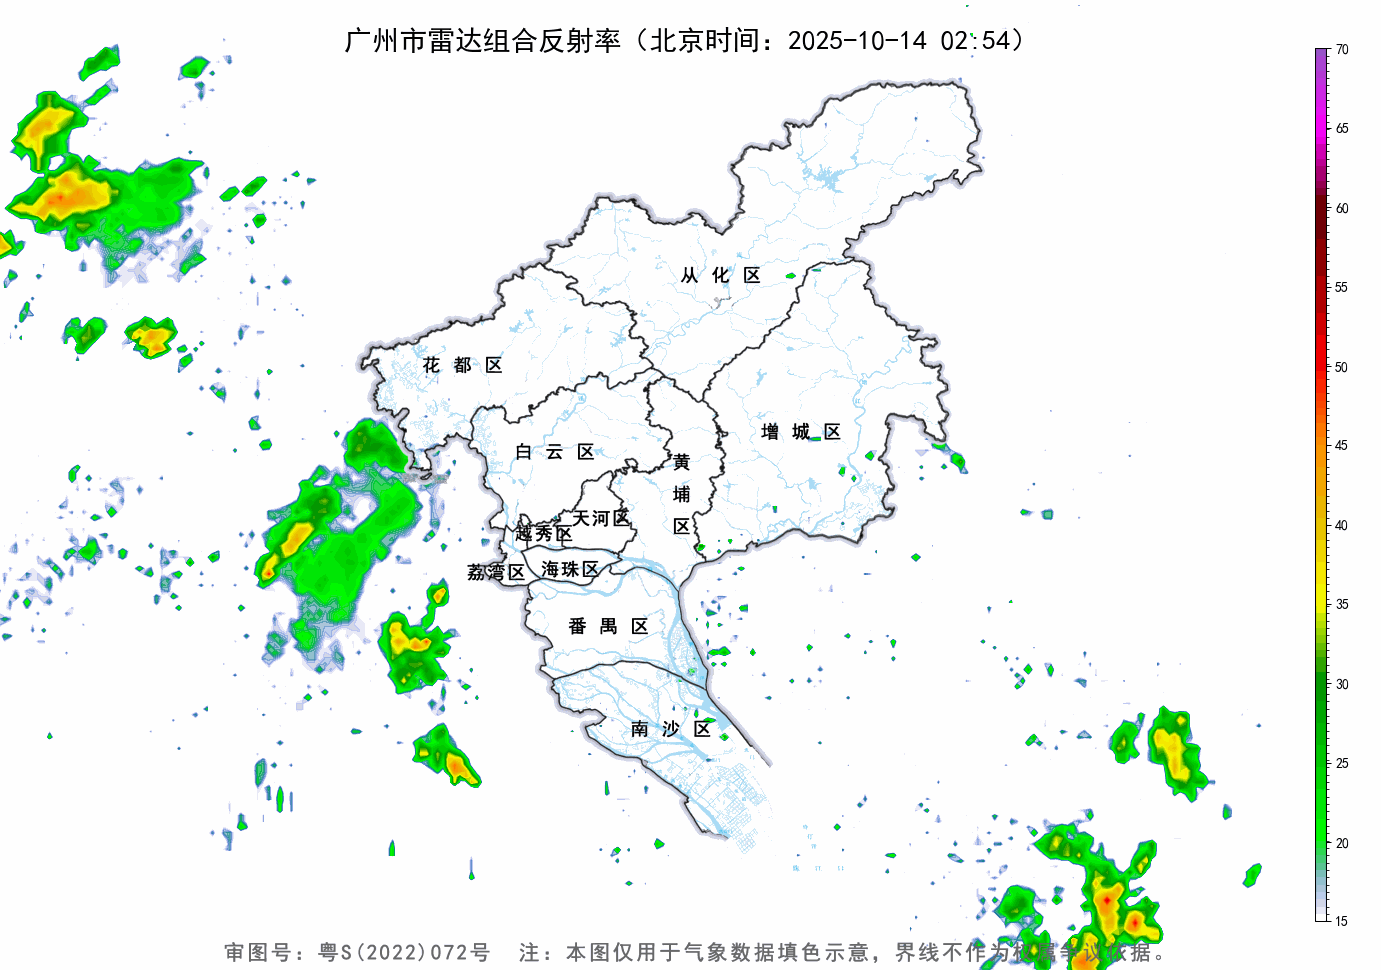 广州市雷达组合反射率（北京时间：2025-10-14 02:54）
70
65
60
55
50
45
40
35
30
25
20
15
从化区
花都区
增城区
白云区
黄埔区
天河区
越秀区
海珠区
荔湾区
番禺区
南沙区
审图号：粤S(2022)072号 注：本图仅用于气象数据填色示意，界线不作为权属争议依据。